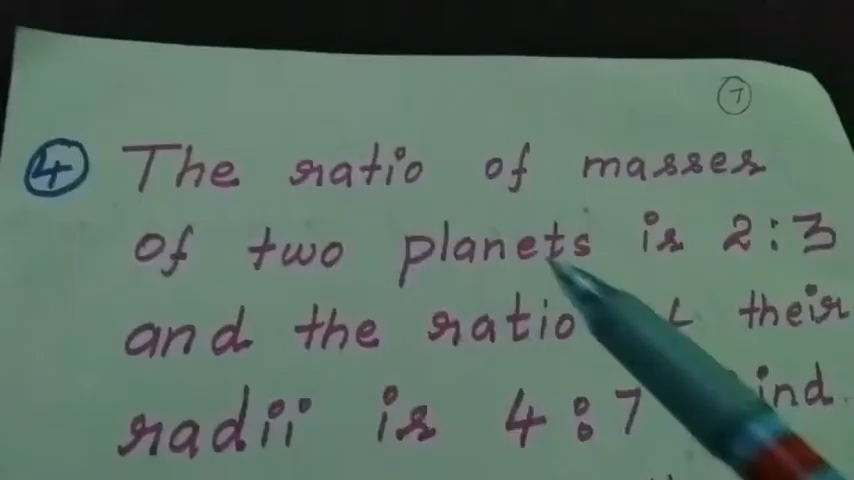 7
4 The ratio of masses
of two planets is 2:3
and the ratio their
radii is 4:7